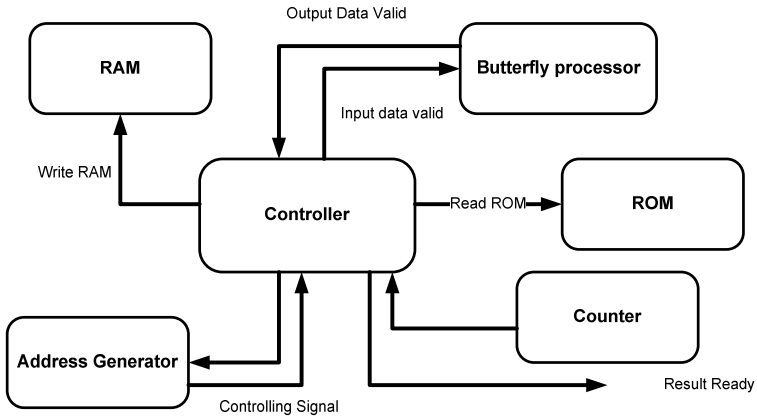 Output Data Valid
RAM
Butterfly processor
Input data valid
Write RAM
Controller
Read ROM
ROM
Counter
Address Generator
Result Ready
Controlling Signal